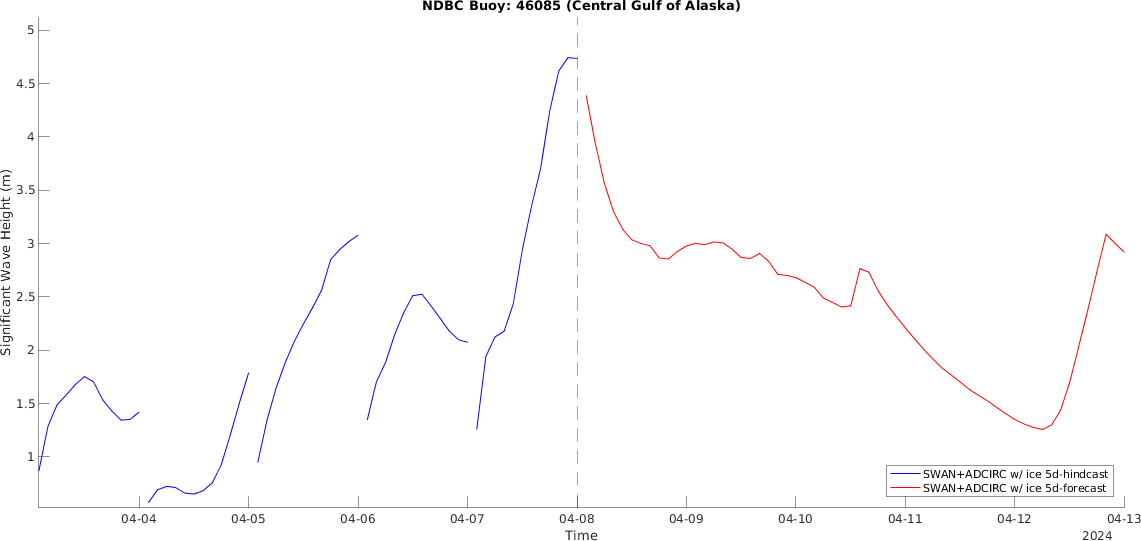 NDBC Buoy: 46085 (Central Gulf of Alaska)
Significant Wave Height (m)
5
4.5
4
3.5
3
2.5
2
1.5
1
SWAN+ADCIRC w/ ice 5d-hindcast
SWAN+ADCIRC w/ ice 5d-forecast
04-04 04-05 04-06 04-07 04-08 04-09 04-10 04-11 04-12 04-13
Time
2024